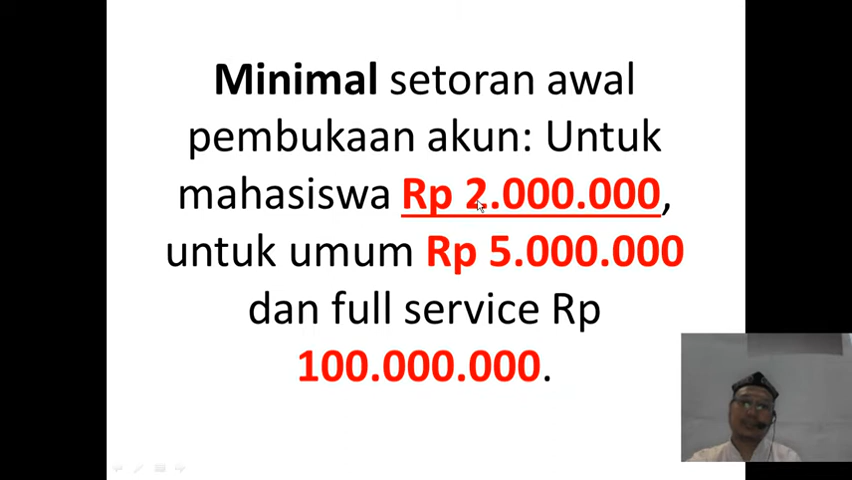 Minimal setoran awal
pembukaan akun: Untuk
mahasiswa Rp 2.000.000,
untuk umum Rp 5.000.000
dan full service Rp
100.000.000.